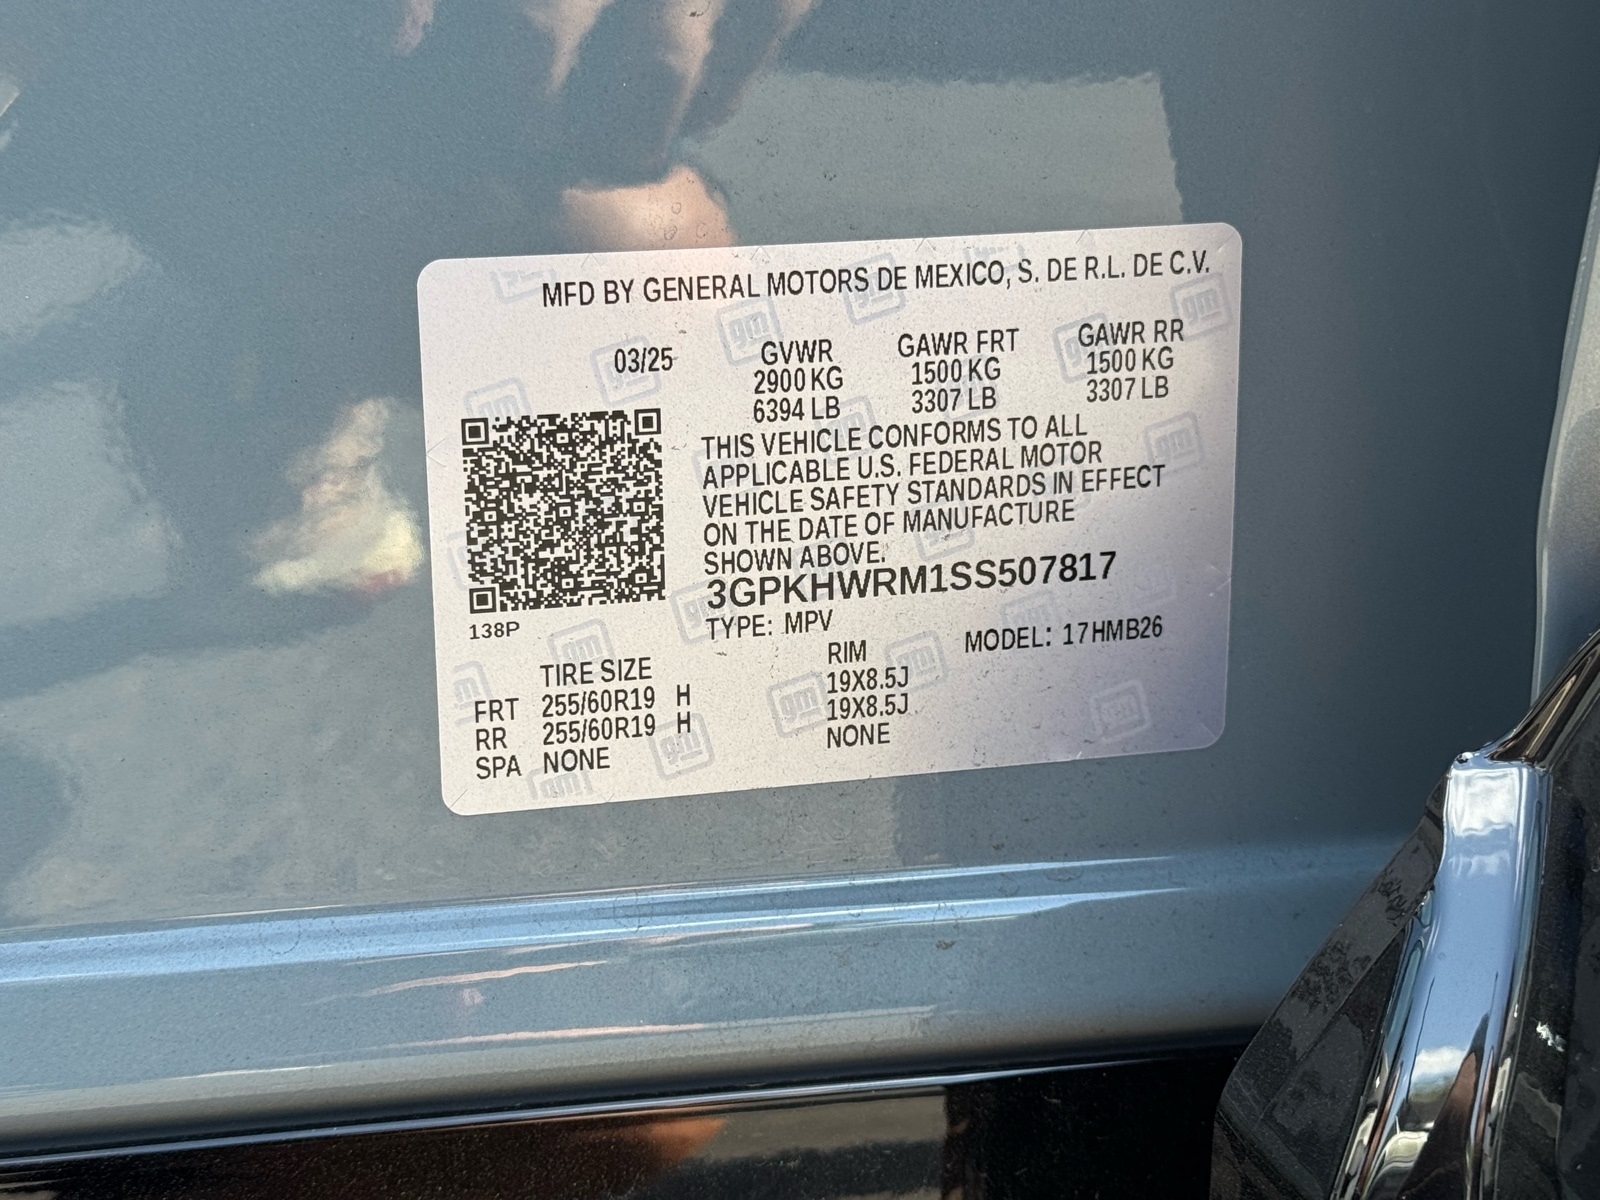 MFD BY GENERAL MOTORS DE MEXICO, S. DE R.L. DE C.V.
03/25 GVWR GAWR FRT GAWR RR
2900 KG 1500 KG 1500 KG
6394 LB 3307 LB 3307 LB
THIS VEHICLE CONFORMS TO ALL
APPLICABLE U.S. FEDERAL MOTOR
VEHICLE SAFETY STANDARDS IN EFFECT
ON THE DATE OF MANUFACTURE
SHOWN ABOVE.
3GPKHWRM1SS507817
138P
TYPE: MPV MODEL: 17HMB26
TIRE SIZE RIM
FRT 255/60R19 H 19X8.5J
RR 255/60R19 H 19X8.5J
SPA NONE NONE